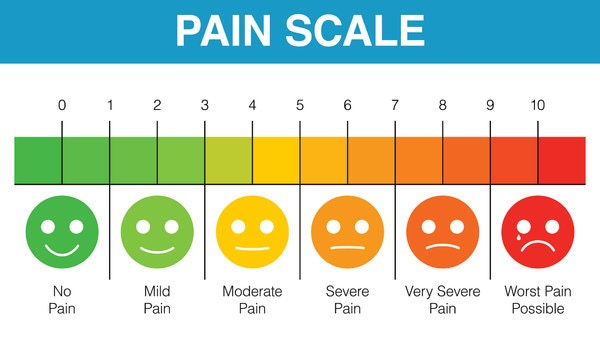 PAIN SCALE
0 1 2 3 4 5 6 7 8 9 10
No
Pain
Mild
Pain
Moderate
Pain
Severe
Pain
Very Severe
Pain
Worst Pain
Possible